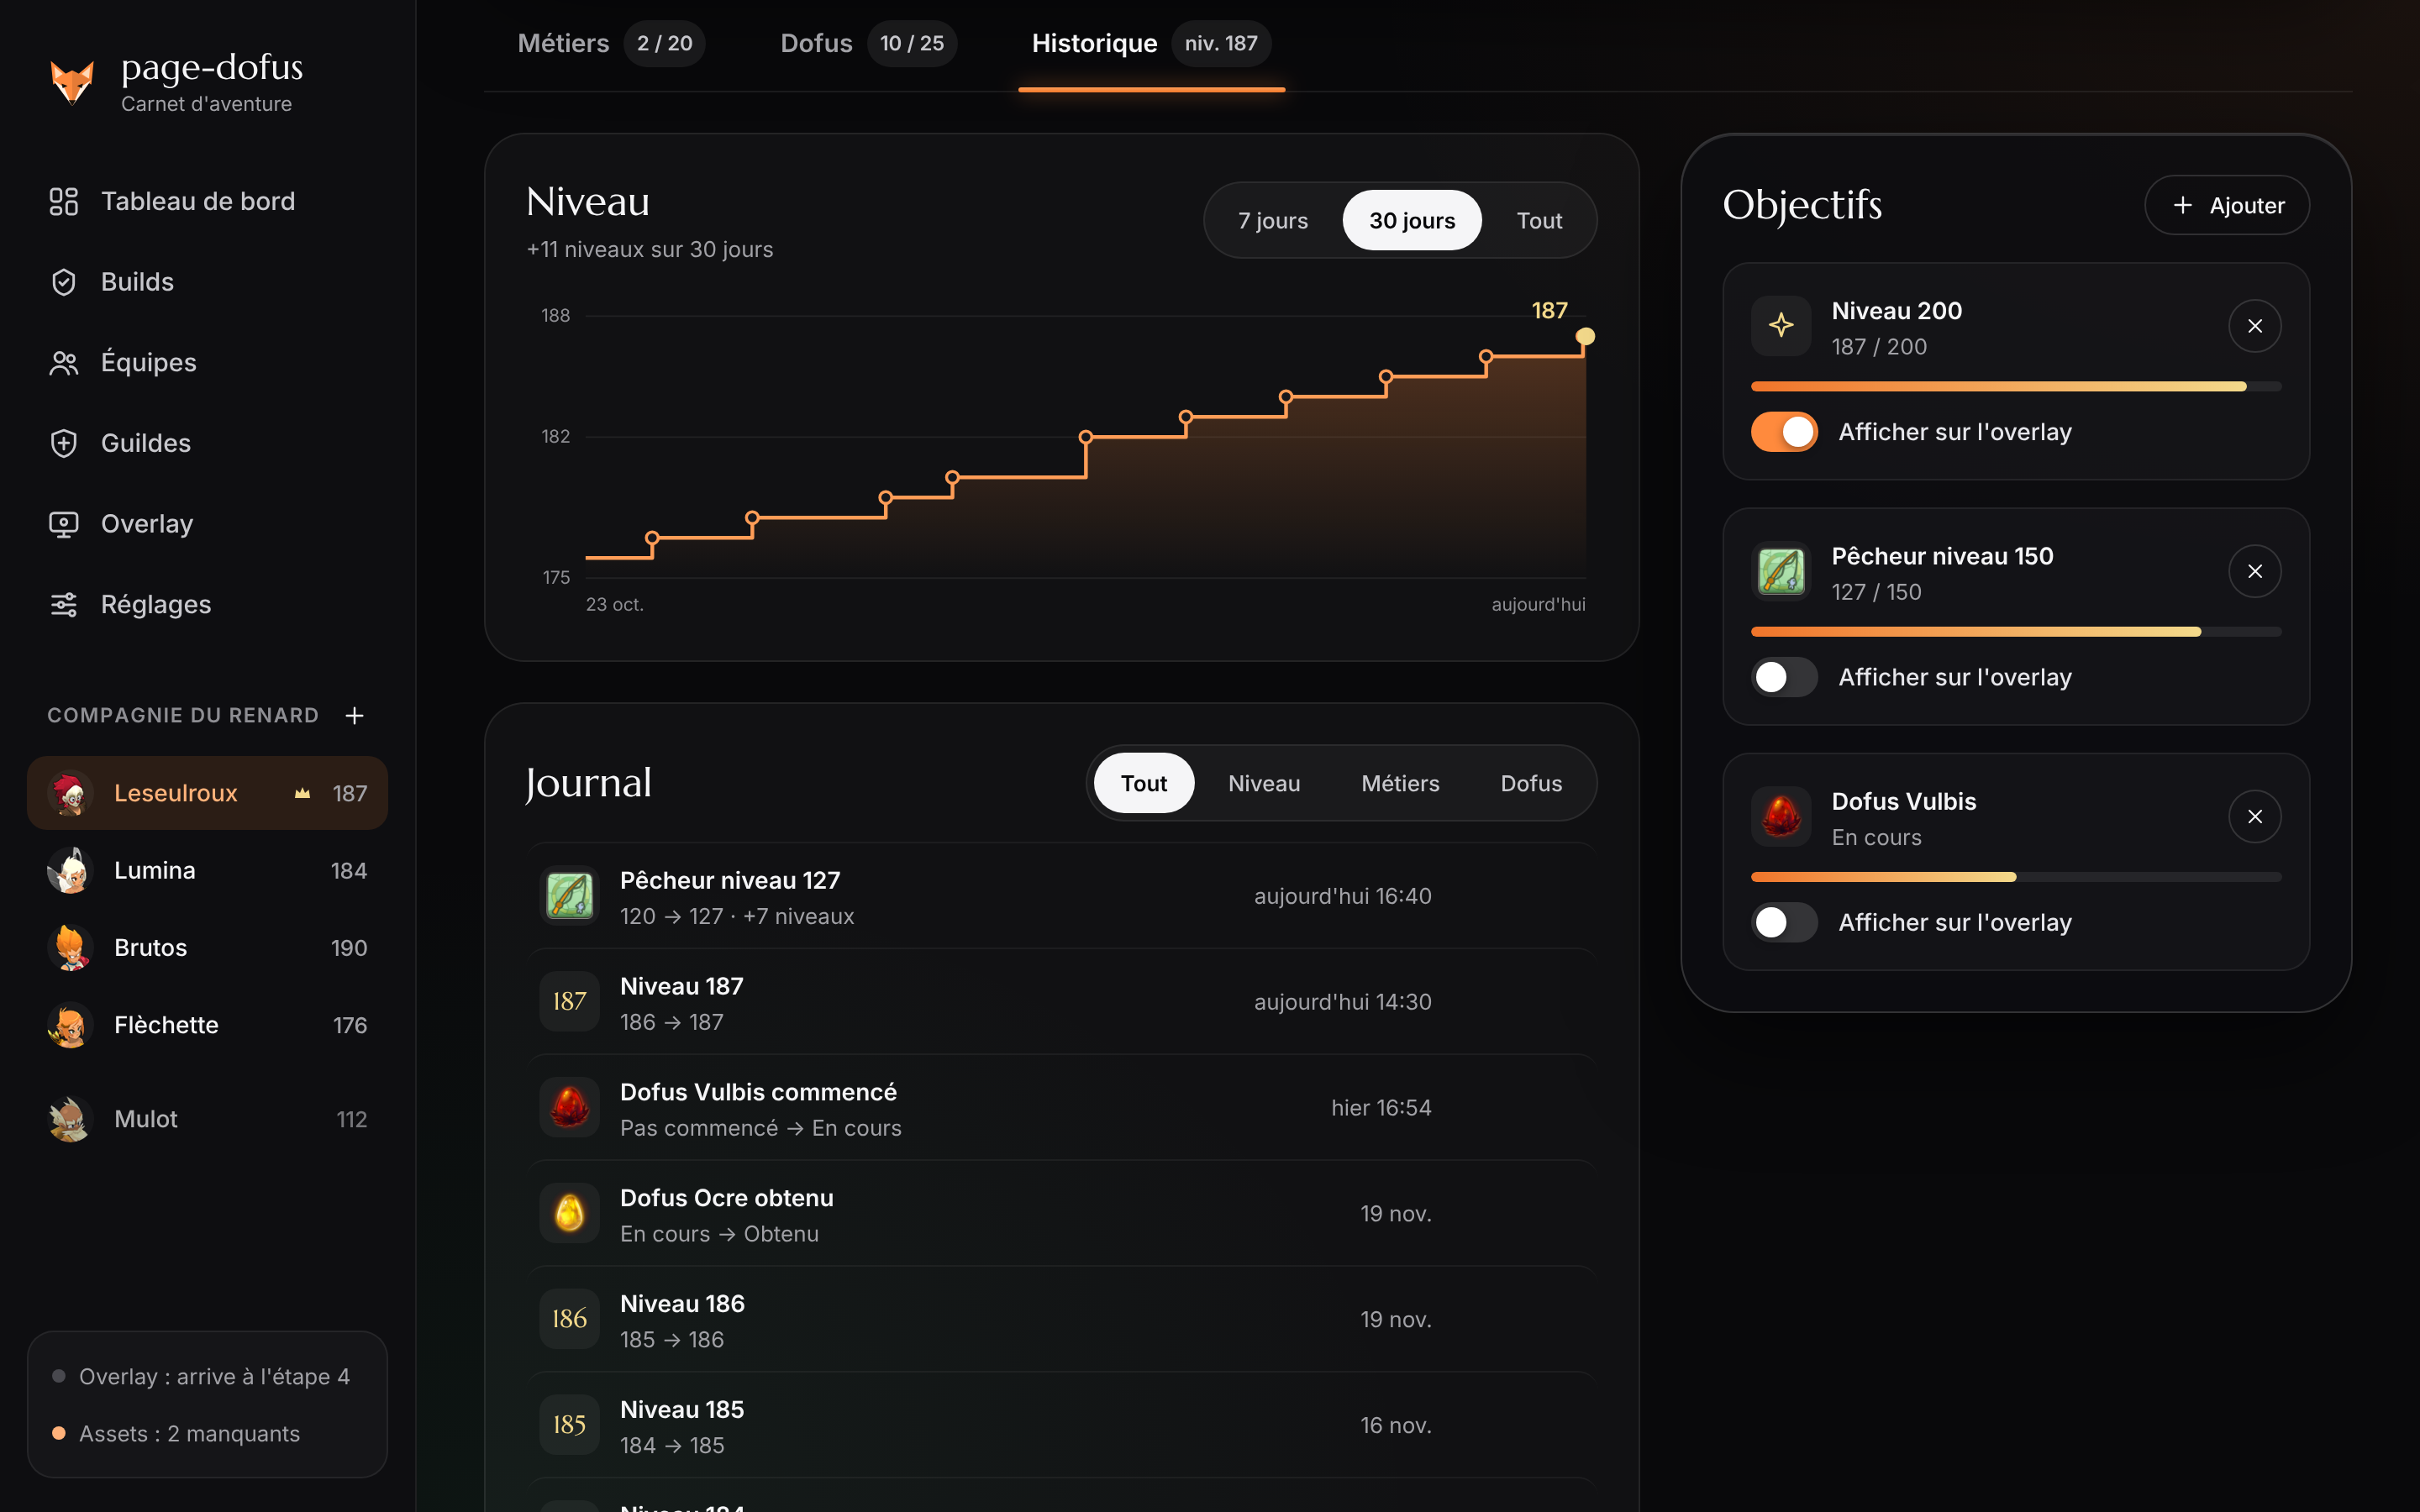 page-dofus
Carnet d'aventure
Tableau de bord
Builds
Équipes
Guildes
Overlay
Réglages
COMPAGNIE DU RENARD
Leseulroux 187
Lumina 184
Brutos 190
Flèchette 176
Mulot 112
Overlay : arrive à l'étape 4
Assets : 2 manquants
Métiers 2 / 20 Dofus 10 / 25 Historique niv. 187
Niveau
+11 niveaux sur 30 jours
7 jours 30 jours Tout
187
188
182
175
23 oct. aujourd'hui
Journal
Tout Niveau Métiers Dofus
Pêcheur niveau 127
120 → 127 · +7 niveaux
aujourd'hui 16:40
187
Niveau 187
186 → 187
aujourd'hui 14:30
Dofus Vulbis commencé
Pas commencé → En cours
hier 16:54
Dofus Ocre obtenu
En cours → Obtenu
19 nov.
186
Niveau 186
185 → 186
19 nov.
185
Niveau 185
184 → 185
16 nov.
Niveau 184
Objectifs
+ Ajouter
Niveau 200
187 / 200
Afficher sur l'overlay
Pêcheur niveau 150
127 / 150
Afficher sur l'overlay
Dofus Vulbis
En cours
Afficher sur l'overlay